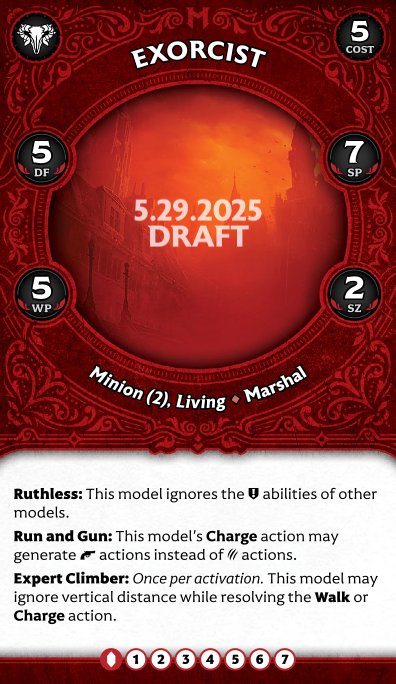 EXORCIST
5
COST
5
DF
7
SP
5.29.2025
DRAFT
5
WP
2
SZ
Minion (2), Living ♦ Marshal
Ruthless: This model ignores the abilities of other
models.
Run and Gun: This model's Charge action may
generate actions instead of actions.
Expert Climber: Once per activation. This model may
ignore vertical distance while resolving the Walk or
Charge action.
1 2 3 4 5 6 7